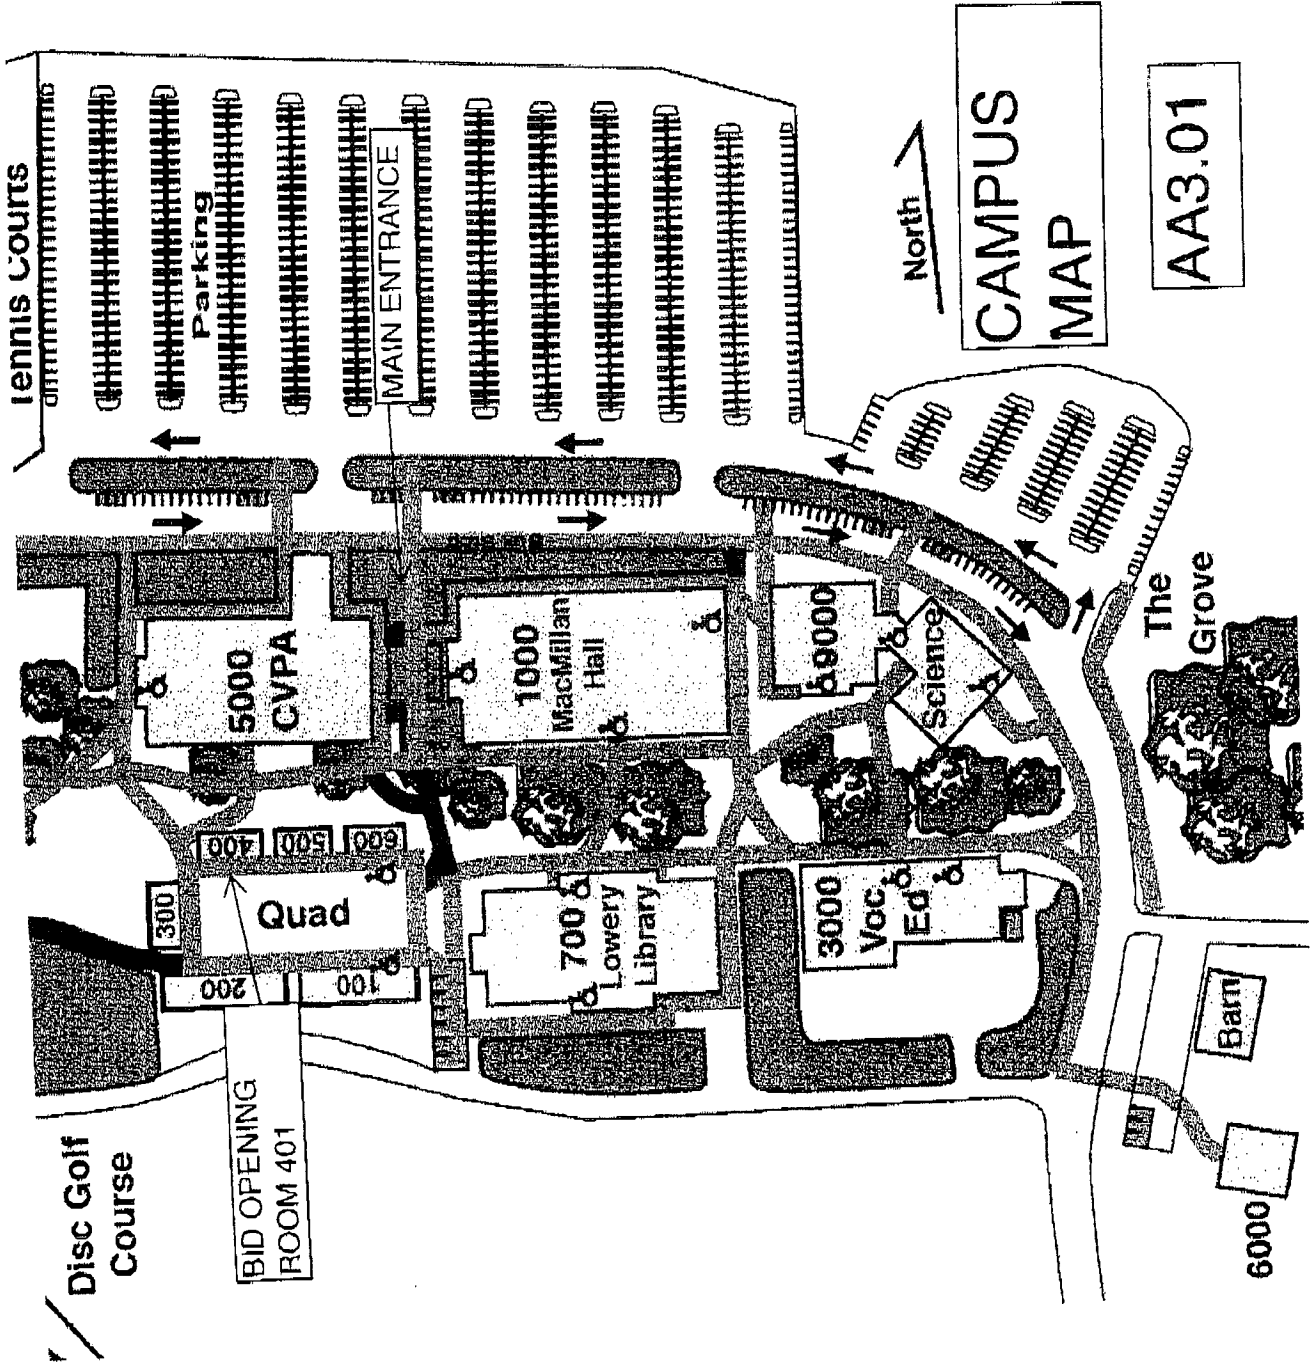 Tennis Courts
Parking
MAIN ENTRANCE
North
CAMPUS
MAP
AA3.01
5000
CVPA
1000
MacMillan
Hall
9000
Science
The
Grove
400
500
600
300
Quad
200
100
700
Lowery
Library
3000
Voc
Ed
Barn
6000
Disc Golf
Course
BID OPENING
ROOM 401